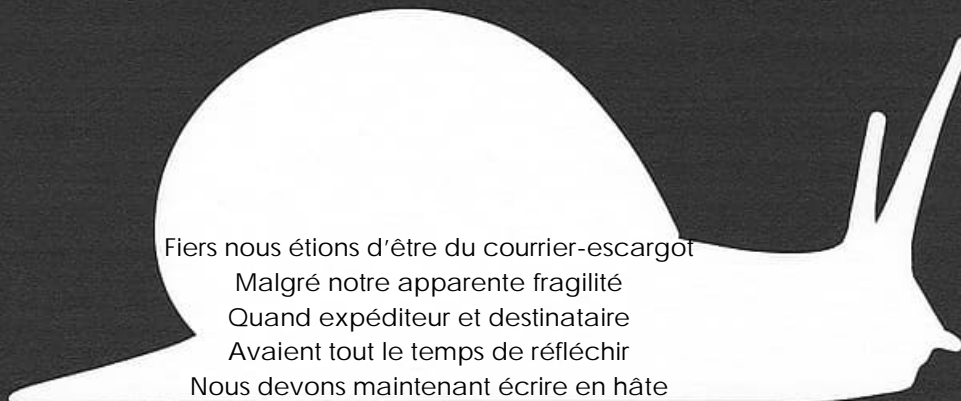 Fiers nous étions d’être du courrier-escargot
Malgré notre apparente fragilité
Quand expéditeur et destinataire
Avaient tout le temps de réfléchir
Nous devons maintenant écrire en hâte